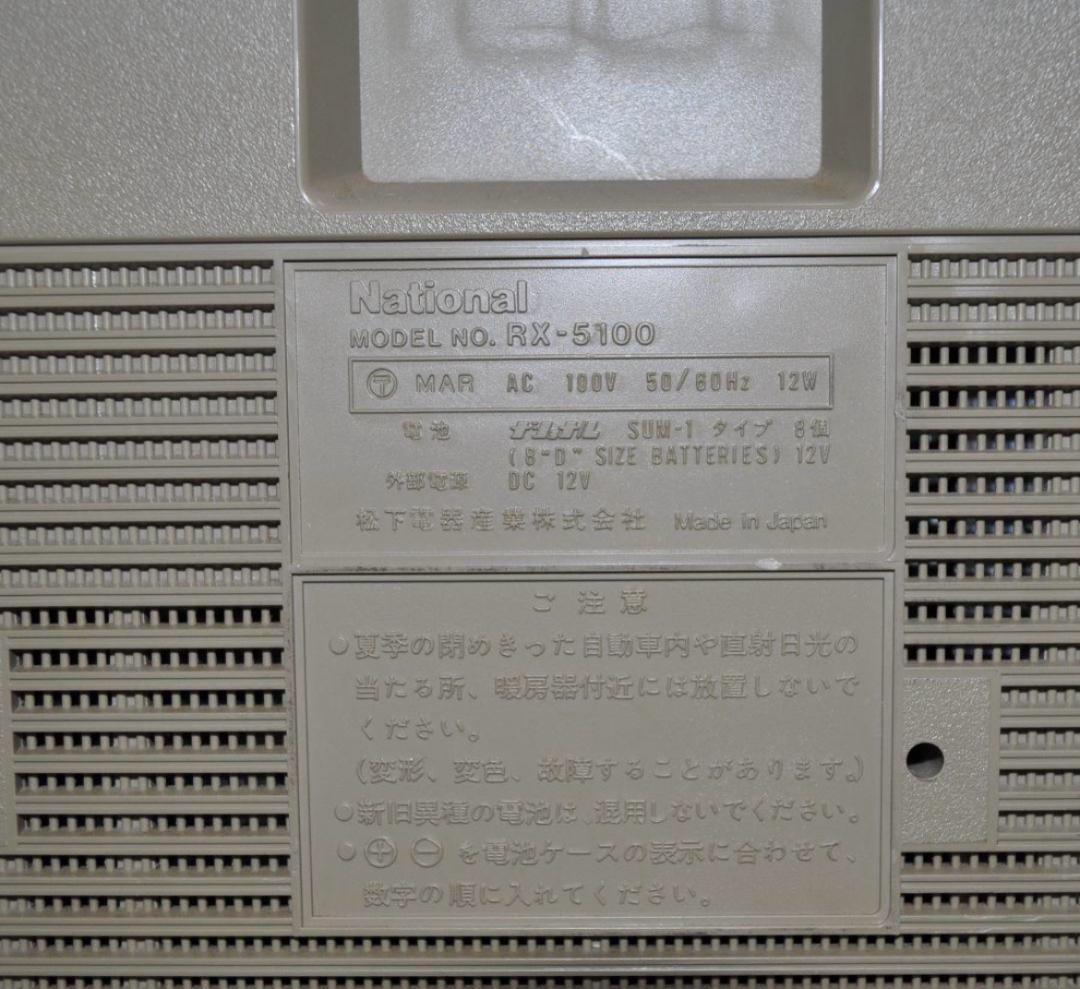 National
MODEL NO. RX-5100
〒 MAR AC 100V 50/60Hz 12W
電池 ナショナル SUM-1 タイプ 8個
(8"D" SIZE BATTERIES) 12V
外部電源 DC 12V
松下電器産業株式会社 Made in Japan
ご注意
●夏季の閉めきった自動車内や直射日光の
当たる所、暖房器付近には放置しないで
ください。
(変形、変色、故障することがあります。)
●新旧異種の電池は、混用しないでください。
●⊕⊖を電池ケースの表示に合わせて、
数字の順に入れてください。